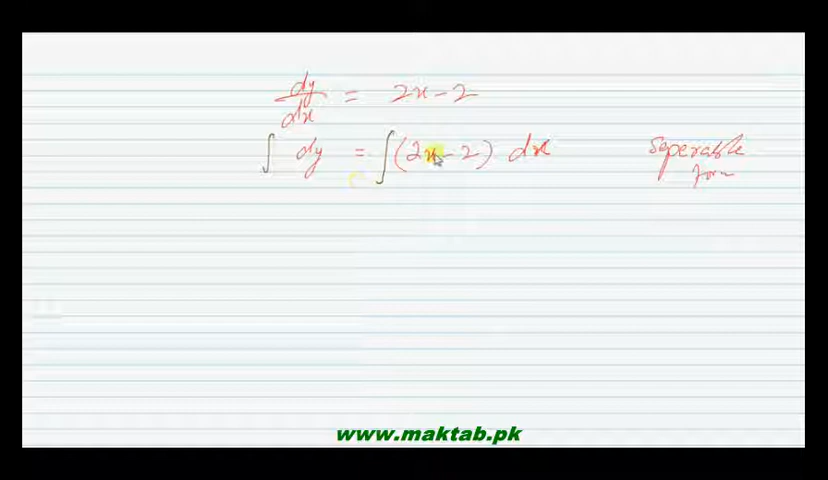 dy/dx = 2x - 2
∫ dy = ∫ (2x - 2) dx
Seperable
form
www.maktab.pk